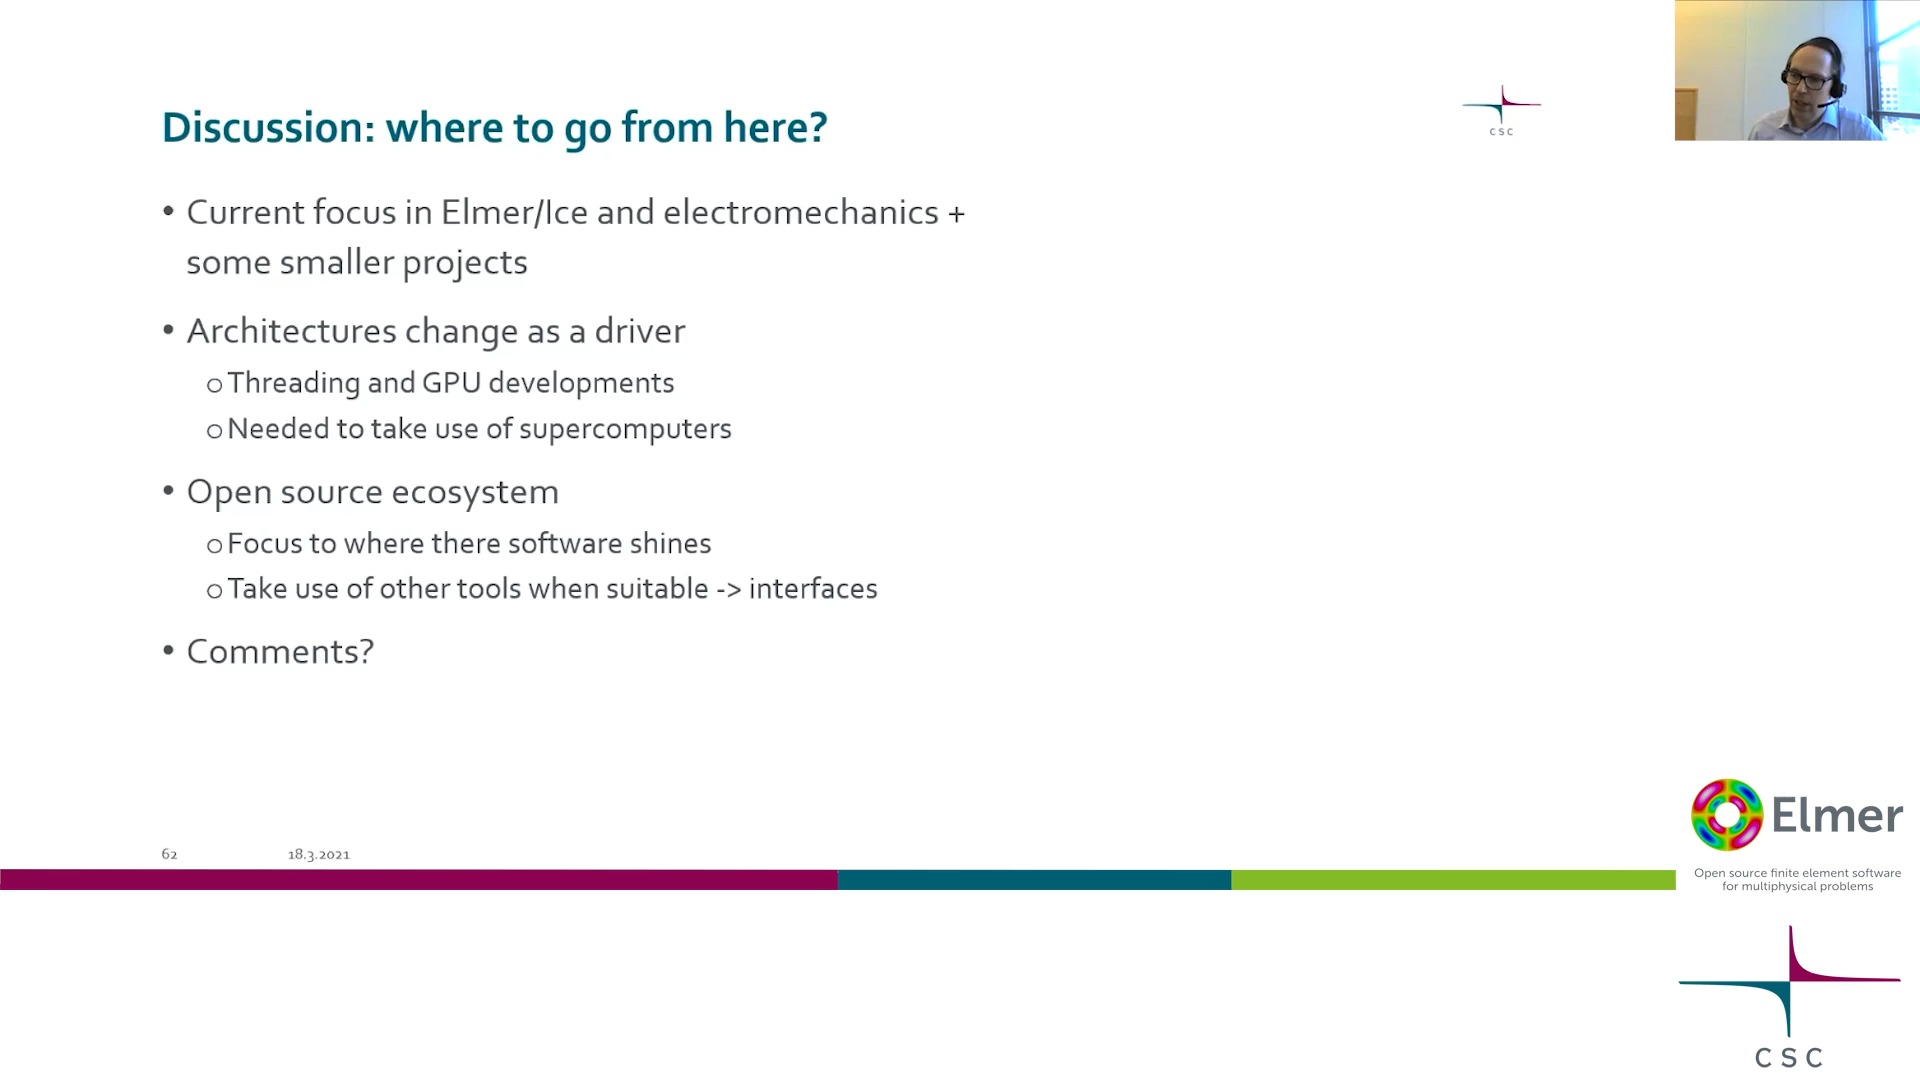 Discussion: where to go from here?
CSC
• Current focus in Elmer/Ice and electromechanics +
some smaller projects
• Architectures change as a driver
o Threading and GPU developments
o Needed to take use of supercomputers
• Open source ecosystem
o Focus to where there software shines
o Take use of other tools when suitable -> interfaces
• Comments?
62
18.3.2021
Elmer
Open source finite element software
for multiphysical problems
CSC